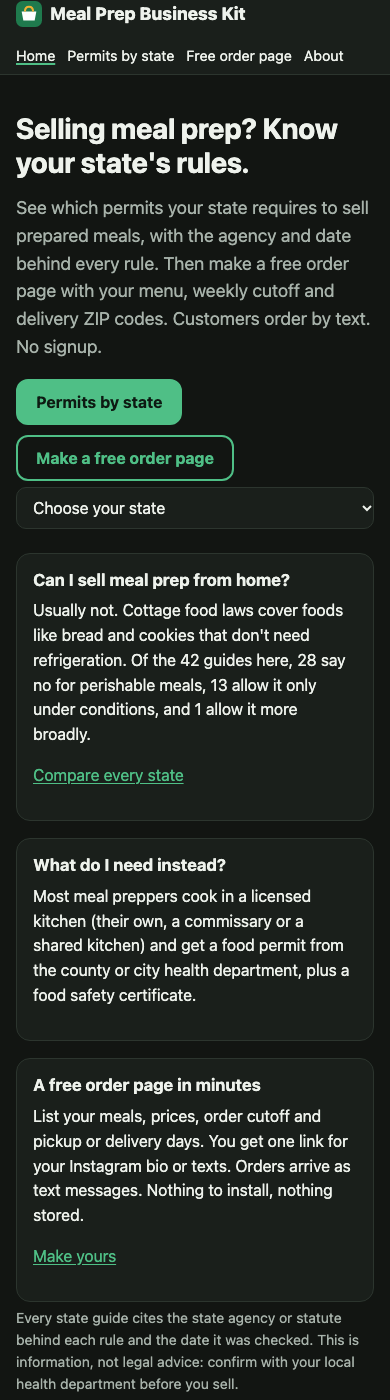 Meal Prep Business Kit
Home Permits by state Free order page About
Selling meal prep? Know
your state's rules.
See which permits your state requires to sell
prepared meals, with the agency and date
behind every rule. Then make a free order
page with your menu, weekly cutoff and
delivery ZIP codes. Customers order by text.
No signup.
Permits by state
Make a free order page
Choose your state
Can I sell meal prep from home?
Usually not. Cottage food laws cover foods
like bread and cookies that don't need
refrigeration. Of the 42 guides here, 28 say
no for perishable meals, 13 allow it only
under conditions, and 1 allow it more
broadly.
Compare every state
What do I need instead?
Most meal preppers cook in a licensed
kitchen (their own, a commissary or a
shared kitchen) and get a food permit from
the county or city health department, plus a
food safety certificate.
A free order page in minutes
List your meals, prices, order cutoff and
pickup or delivery days. You get one link for
your Instagram bio or texts. Orders arrive as
text messages. Nothing to install, nothing
stored.
Make yours
Every state guide cites the state agency or statute
behind each rule and the date it was checked. This is
information, not legal advice: confirm with your local
health department before you sell.